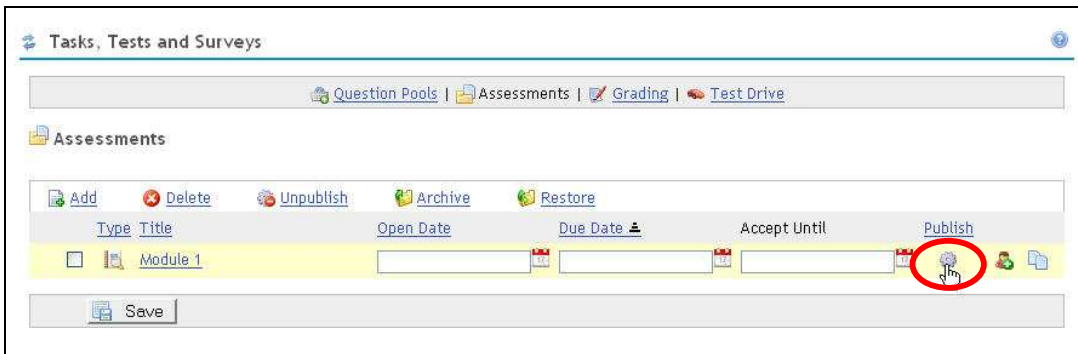 Tasks, Tests and Surveys
Question Pools | Assessments | Grading | Test Drive
Assessments
Add Delete Unpublish Archive Restore
Type Title Open Date Due Date Accept Until Publish
Module 1
Save